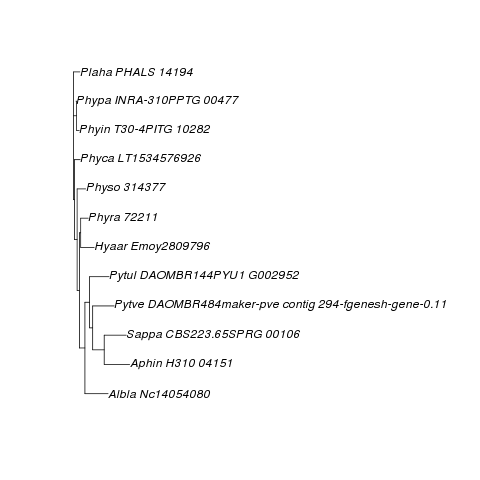 Plaha PHALS 14194
Phypa INRA-310PPTG 00477
Phyin T30-4PITG 10282
Phyca LT1534576926
Physo 314377
Phyra 72211
Hyaar Emoy2809796
Pytul DAOMBR144PYU1 G002952
Pytve DAOMBR484maker-pve contig 294-fgenesh-gene-0.11
Sappa CBS223.65SPRG 00106
Aphin H310 04151
Albla Nc14054080